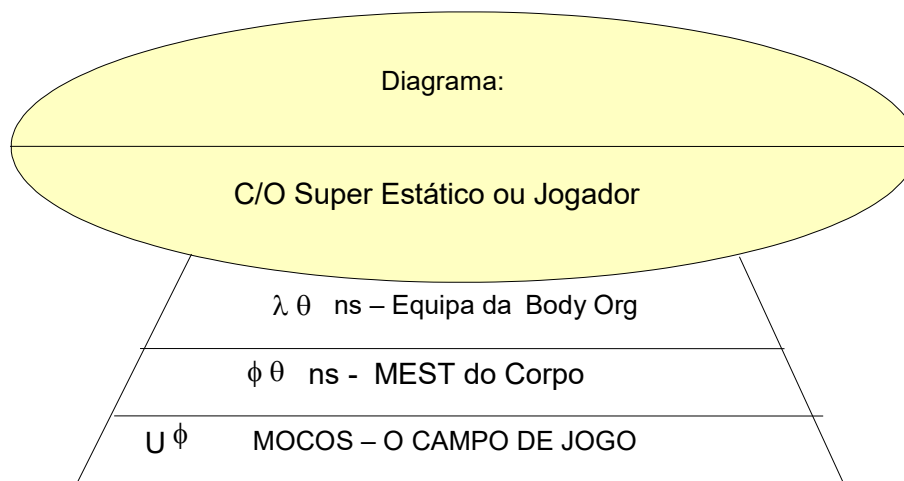 Diagrama:
C/O Super Estático ou Jogador
λ θ ns – Equipa da Body Org
ϕ θ ns - MEST do Corpo
U ϕ MOCOS – O CAMPO DE JOGO